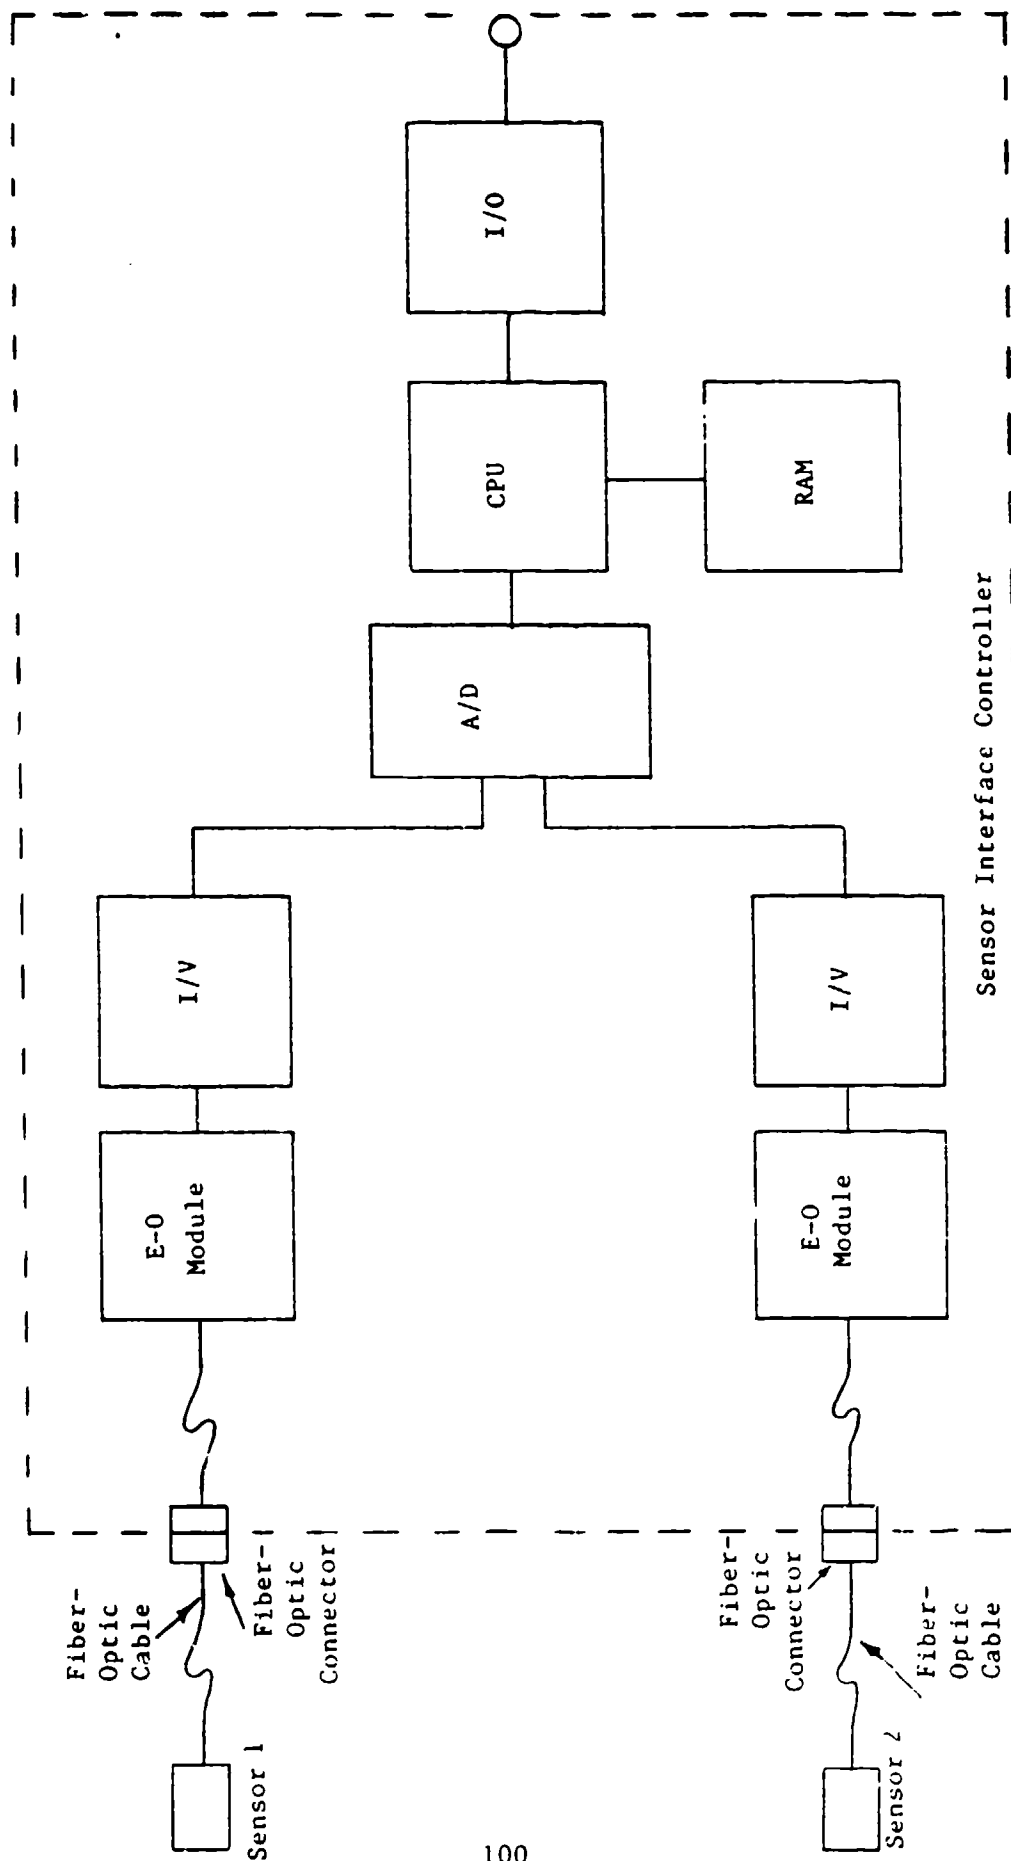 Fiber-
Optic
Cable
Fiber-
Optic
Connector
Sensor 1
E-O
Module
I/V
A/D
CPU
I/O
RAM
Fiber-
Optic
Connector
Fiber-
Optic
Cable
Sensor 2
E-O
Module
I/V
Sensor Interface Controller
100